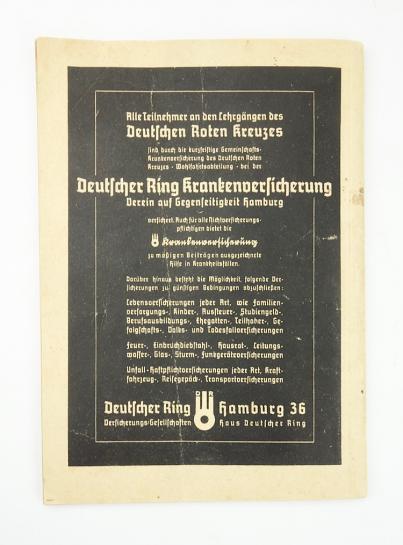 Alle Teilnehmer an den Lehrgängen des
Deutschen Roten Kreuzes
sind durch die kurzfristige Gemeinschafts-
Krankenversicherung des Deutschen Roten
Kreuzes - Wohlfahrtsabteilung - bei der
Deutscher Ring Krankenversicherung
Verein auf Gegenseitigkeit Hamburg
versichert. Auch für alle Nichtversicherungs-
pflichtigen bietet die
Krankenversicherung
zu mäßigen Beiträgen ausgezeichnete
Hilfe in Krankheitsfällen.
Darüber hinaus besteht die Möglichkeit, folgende Ver-
sicherungen zu günstigen Bedingungen abzuschließen:
Lebensversicherungen jeder Art, wie Familien-
versorgungs-, Kinder-, Aussteuer-, Studiengeld-,
Berufsausbildungs-, Ehegatten-, Teilhaber-, Ge-
folgschafts-, Volks- und Todesfallversicherungen
Feuer-, Einbruchdiebstahl-, Hausrat-, Leitungs-
wasser-, Glas-, Sturm-, Funkgeräteversicherungen
Unfall-Haftpflichtversicherungen jeder Art, Kraft-
fahrzeug-, Reisegepäck-, Transportversicherungen
Deutscher Ring D R Hamburg 36
Versicherungs-Gesellschaften Haus Deutscher Ring